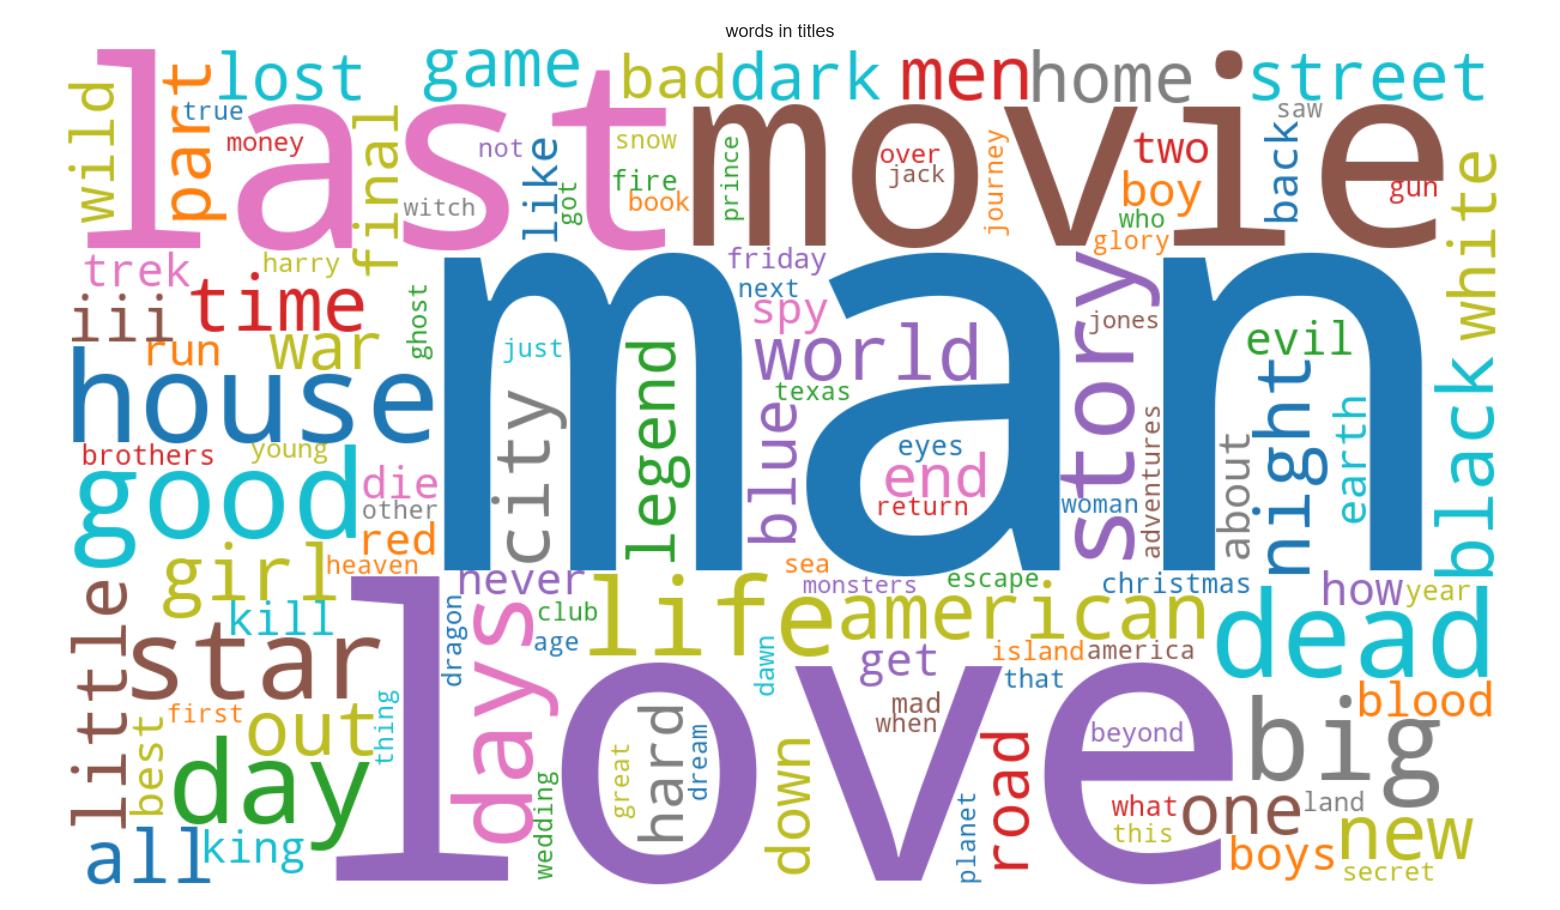 words in titles
last
movie
man
love
lost
game
bad
dark
men
home
street
wild
part
true
money
final
not
like
got
witch
snow
fire
book
prince
over
jack
journey
two
boy
who
glory
back
saw
gun
white
trek
harry
iii
time
run
war
ghost
friday
next
spy
world
texas
story
jones
evil
house
just
city
legend
blue
eyes
end
return
woman
adventures
about
night
earth
black
brothers
young
good
die
other
red
heaven
girl
kill
star
little
never
dragon
days
club
age
life
sea
monsters
escape
american
christmas
how
year
dead
dawn
get
island
america
that
mad
when
beyond
blood
big
first
best
out
thing
day
all
king
wedding
great
hard
dream
down
planet
road
what
this
one
land
boys
new
secret